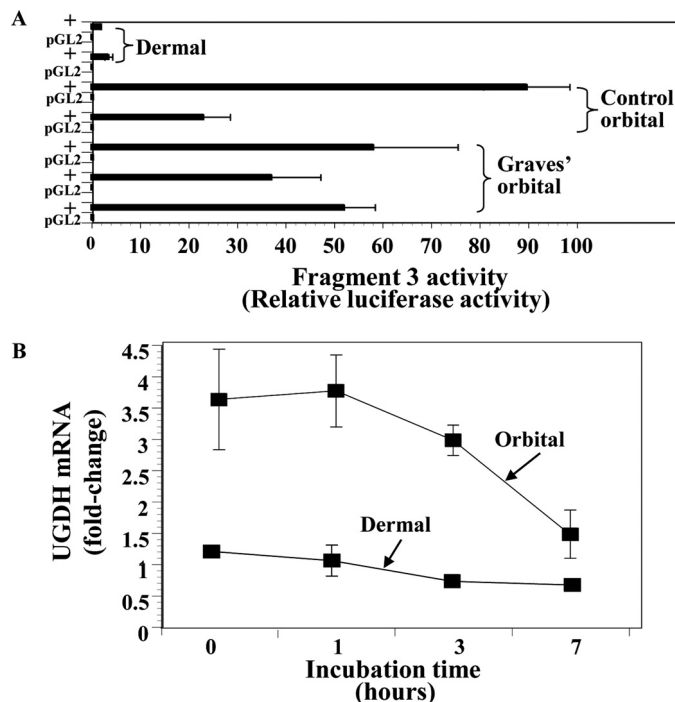 A
+
pGL2
+
pGL2
Dermal
+
pGL2
+
pGL2
Control
orbital
+
pGL2
+
pGL2
+
pGL2
Graves’
orbital
0 10 20 30 40 50 60 70 80 90 100
Fragment 3 activity
(Relative luciferase activity)
B
UGDH mRNA
(fold-change)
4.5
4
3.5
3
2.5
2
1.5
1
0.5
0
Orbital
Dermal
0 1 3 7
Incubation time
(hours)